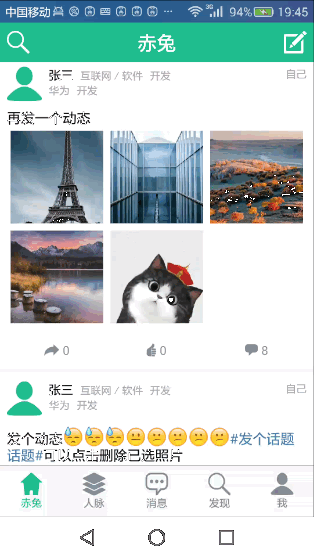 中国移动 3G 94% 19:45
赤兔
张三 互联网 / 软件 开发 自己
华为 开发
再发一个动态
0 0 8
张三 互联网 / 软件 开发 自己
华为 开发
发个动态😓😓😓😐😕😕😕😕#发个话题
话题#可以点击删除已选照片
赤兔 人脉 消息 发现 我